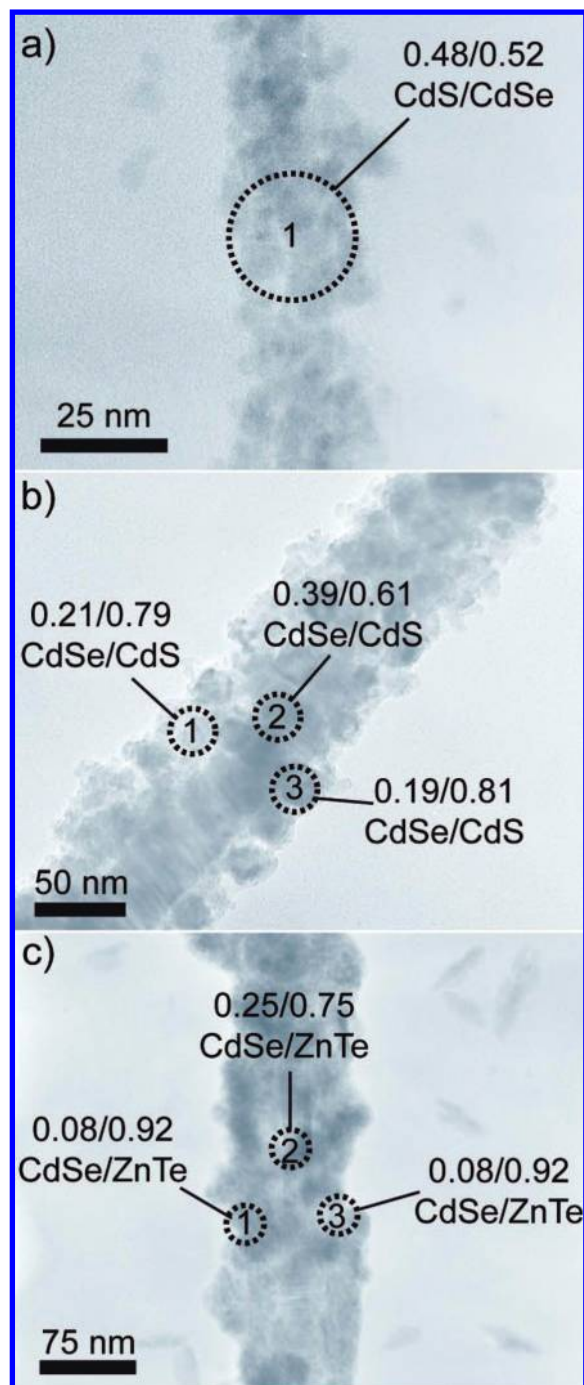 a)
0.48/0.52
CdS/CdSe
1
25 nm
b)
0.21/0.79
CdSe/CdS
0.39/0.61
CdSe/CdS
1
2
3
0.19/0.81
CdSe/CdS
50 nm
c)
0.25/0.75
CdSe/ZnTe
0.08/0.92
CdSe/ZnTe
2
0.08/0.92
CdSe/ZnTe
1
3
75 nm